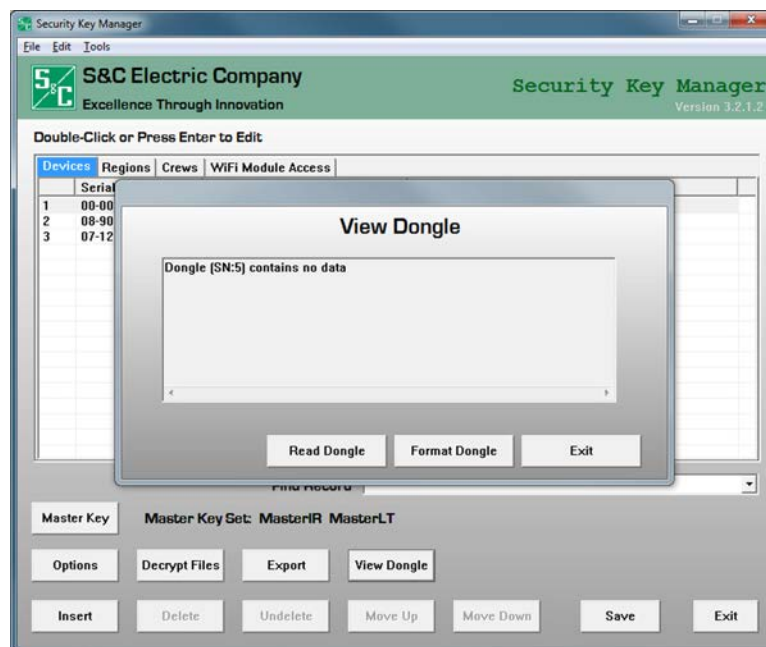 Security Key Manager
File Edit Tools
S&C
S&C Electric Company
Excellence Through Innovation
Security Key Manager
Version 3.2.1.2
Double-Click or Press Enter to Edit
Devices Regions Crews WiFi Module Access
Serial
1 00-00
2 08-90
3 07-12
View Dongle
Dongle (SN:5) contains no data
Read Dongle Format Dongle Exit
Find Record
Master Key Master Key Set: MasterIR MasterLT
Options Decrypt Files Export View Dongle
Insert Delete Undelete Move Up Move Down Save Exit